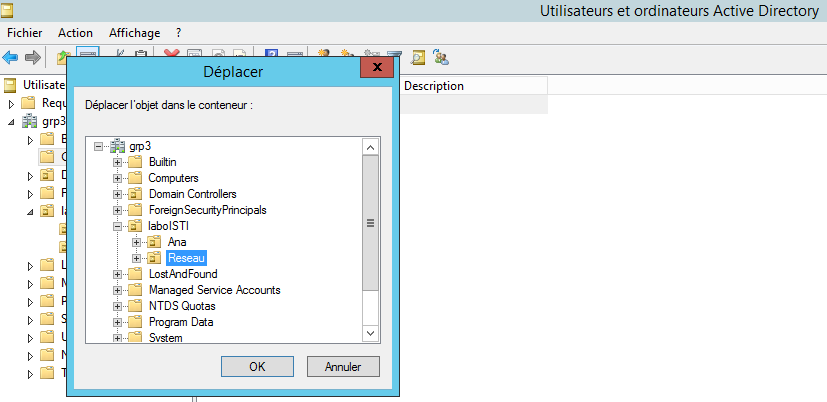 Utilisateurs et ordinateurs Active Directory
Fichier Action Affichage ?
Utilisate
Requ
grp3
Déplacer
x
Déplacer l'objet dans le conteneur :
grp3
Builtin
Computers
Domain Controllers
ForeignSecurityPrincipals
laboISTI
Ana
Reseau
LostAndFound
Managed Service Accounts
NTDS Quotas
Program Data
System
OK Annuler
Description